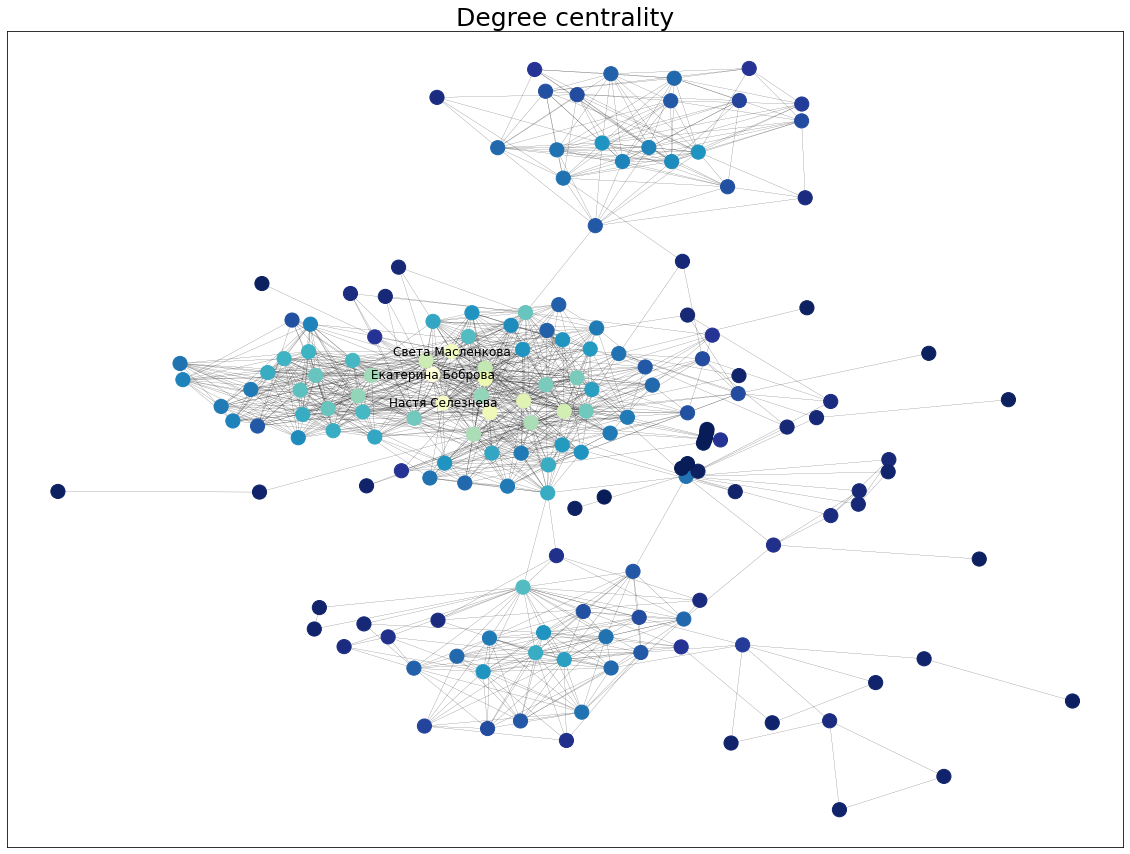 Degree centrality
Света Масленкова
Екатерина Боброва
Настя Селезнева